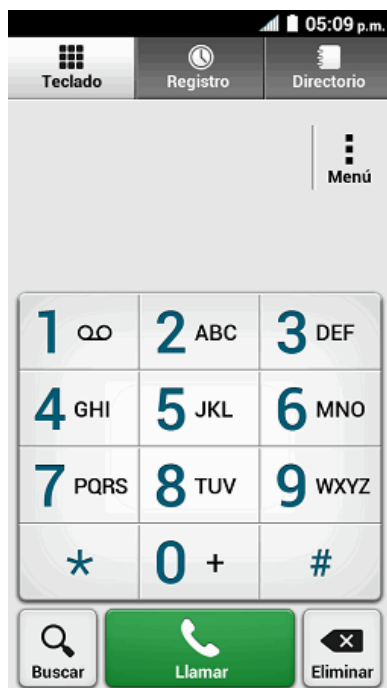 05:09 p.m.
Teclado Registro Directorio
Menú
1 2 ABC 3 DEF
4 GHI 5 JKL 6 MNO
7 PQRS 8 TUV 9 WXYZ
* 0 + #
Buscar Llamar Eliminar